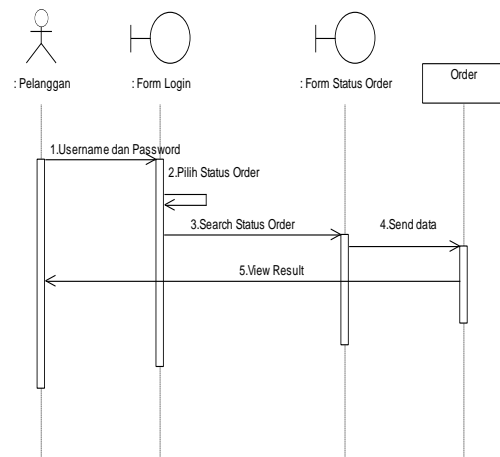 : Pelanggan
: Form Login
: Form Status Order
Order
1.Username dan Password
2.Pilih Status Order
3.Search Status Order
4.Send data
5.View Result